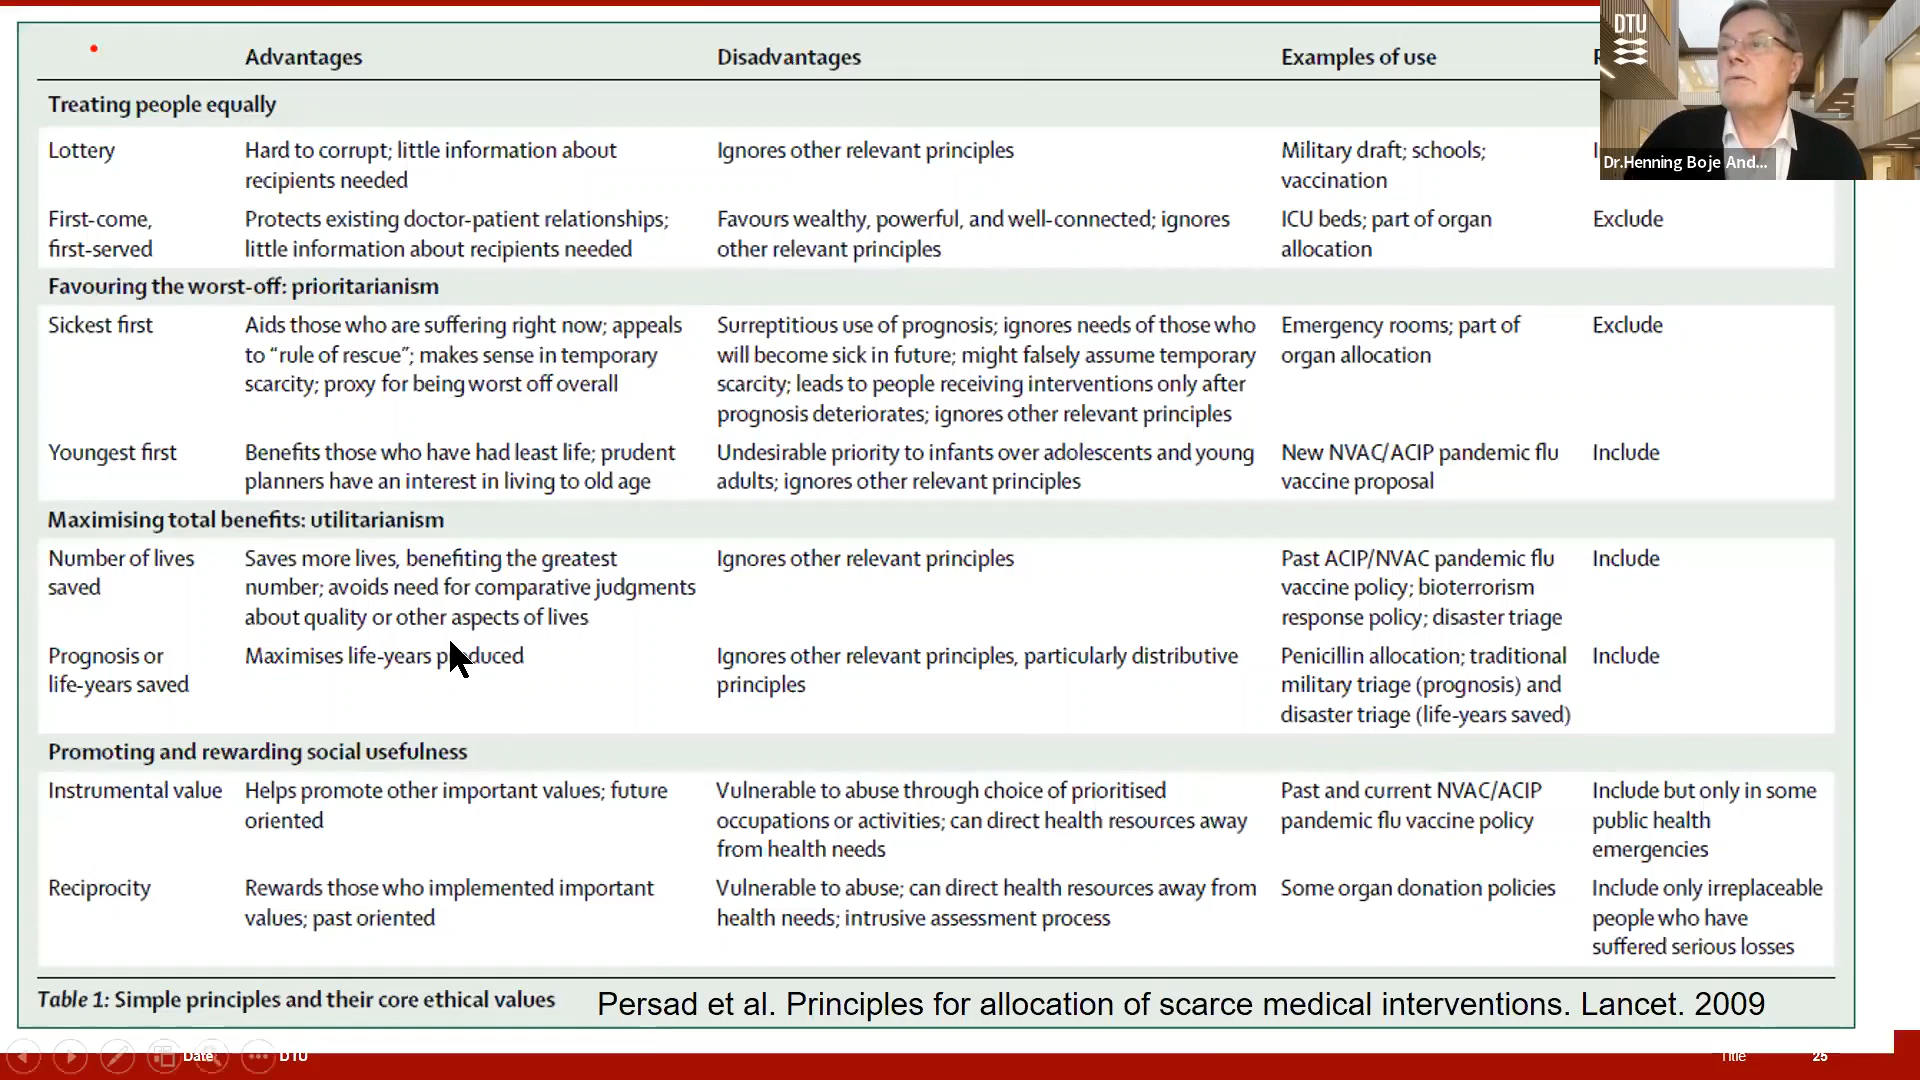 DTU
Advantages Disadvantages Examples of use
Dr.Henning Boje And...
Treating people equally
Lottery Hard to corrupt; little information about Ignores other relevant principles Military draft; schools;
recipients needed vaccination
First-come, Protects existing doctor-patient relationships; Favours wealthy, powerful, and well-connected; ignores ICU beds; part of organ Exclude
first-served little information about recipients needed other relevant principles allocation
Favouring the worst-off: prioritarianism
Sickest first Aids those who are suffering right now; appeals Surreptitious use of prognosis; ignores needs of those who Emergency rooms; part of Exclude
to “rule of rescue”; makes sense in temporary will become sick in future; might falsely assume temporary organ allocation
scarcity; proxy for being worst off overall scarcity; leads to people receiving interventions only after
prognosis deteriorates; ignores other relevant principles
Youngest first Benefits those who have had least life; prudent Undesirable priority to infants over adolescents and young New NVAC/ACIP pandemic flu Include
planners have an interest in living to old age adults; ignores other relevant principles vaccine proposal
Maximising total benefits: utilitarianism
Number of lives Saves more lives, benefiting the greatest Ignores other relevant principles Past ACIP/NVAC pandemic flu Include
saved number; avoids need for comparative judgments vaccine policy; bioterrorism
about quality or other aspects of lives response policy; disaster triage
Prognosis or Maximises life-years produced Ignores other relevant principles, particularly distributive Penicillin allocation; traditional Include
life-years saved principles military triage (prognosis) and
disaster triage (life-years saved)
Promoting and rewarding social usefulness
Instrumental value Helps promote other important values; future Vulnerable to abuse through choice of prioritised Past and current NVAC/ACIP Include but only in some
oriented occupations or activities; can direct health resources away pandemic flu vaccine policy public health
from health needs emergencies
Reciprocity Rewards those who implemented important Vulnerable to abuse; can direct health resources away from Some organ donation policies Include only irreplaceable
values; past oriented health needs; intrusive assessment process people who have
suffered serious losses
Table 1: Simple principles and their core ethical values Persad et al. Principles for allocation of scarce medical interventions. Lancet. 2009
Date DTU Title 25